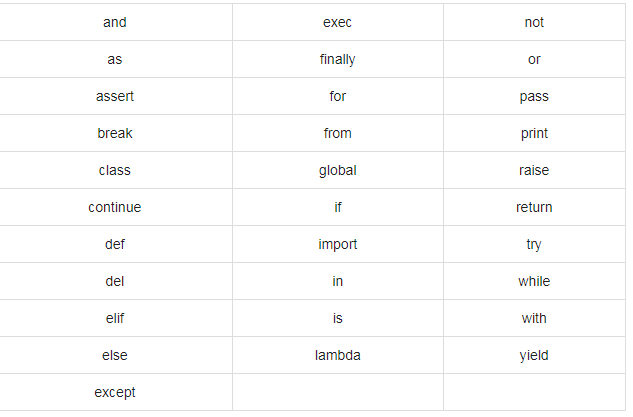 and exec not
as finally or
assert for pass
break from print
class global raise
continue if return
def import try
del in while
elif is with
else lambda yield
except